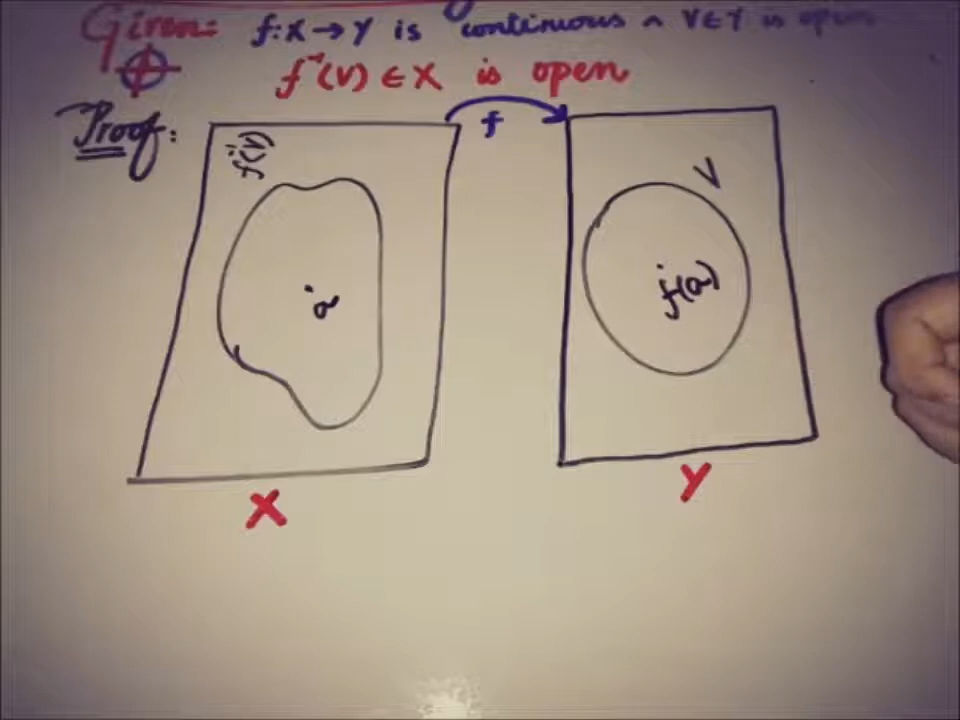 Given: f: X → Y is continuous ∧ V ∈ Y is open
f⁻¹(V) ∈ X is open
Proof:
f
f⁻¹(V)
V
a
f(a)
X
Y